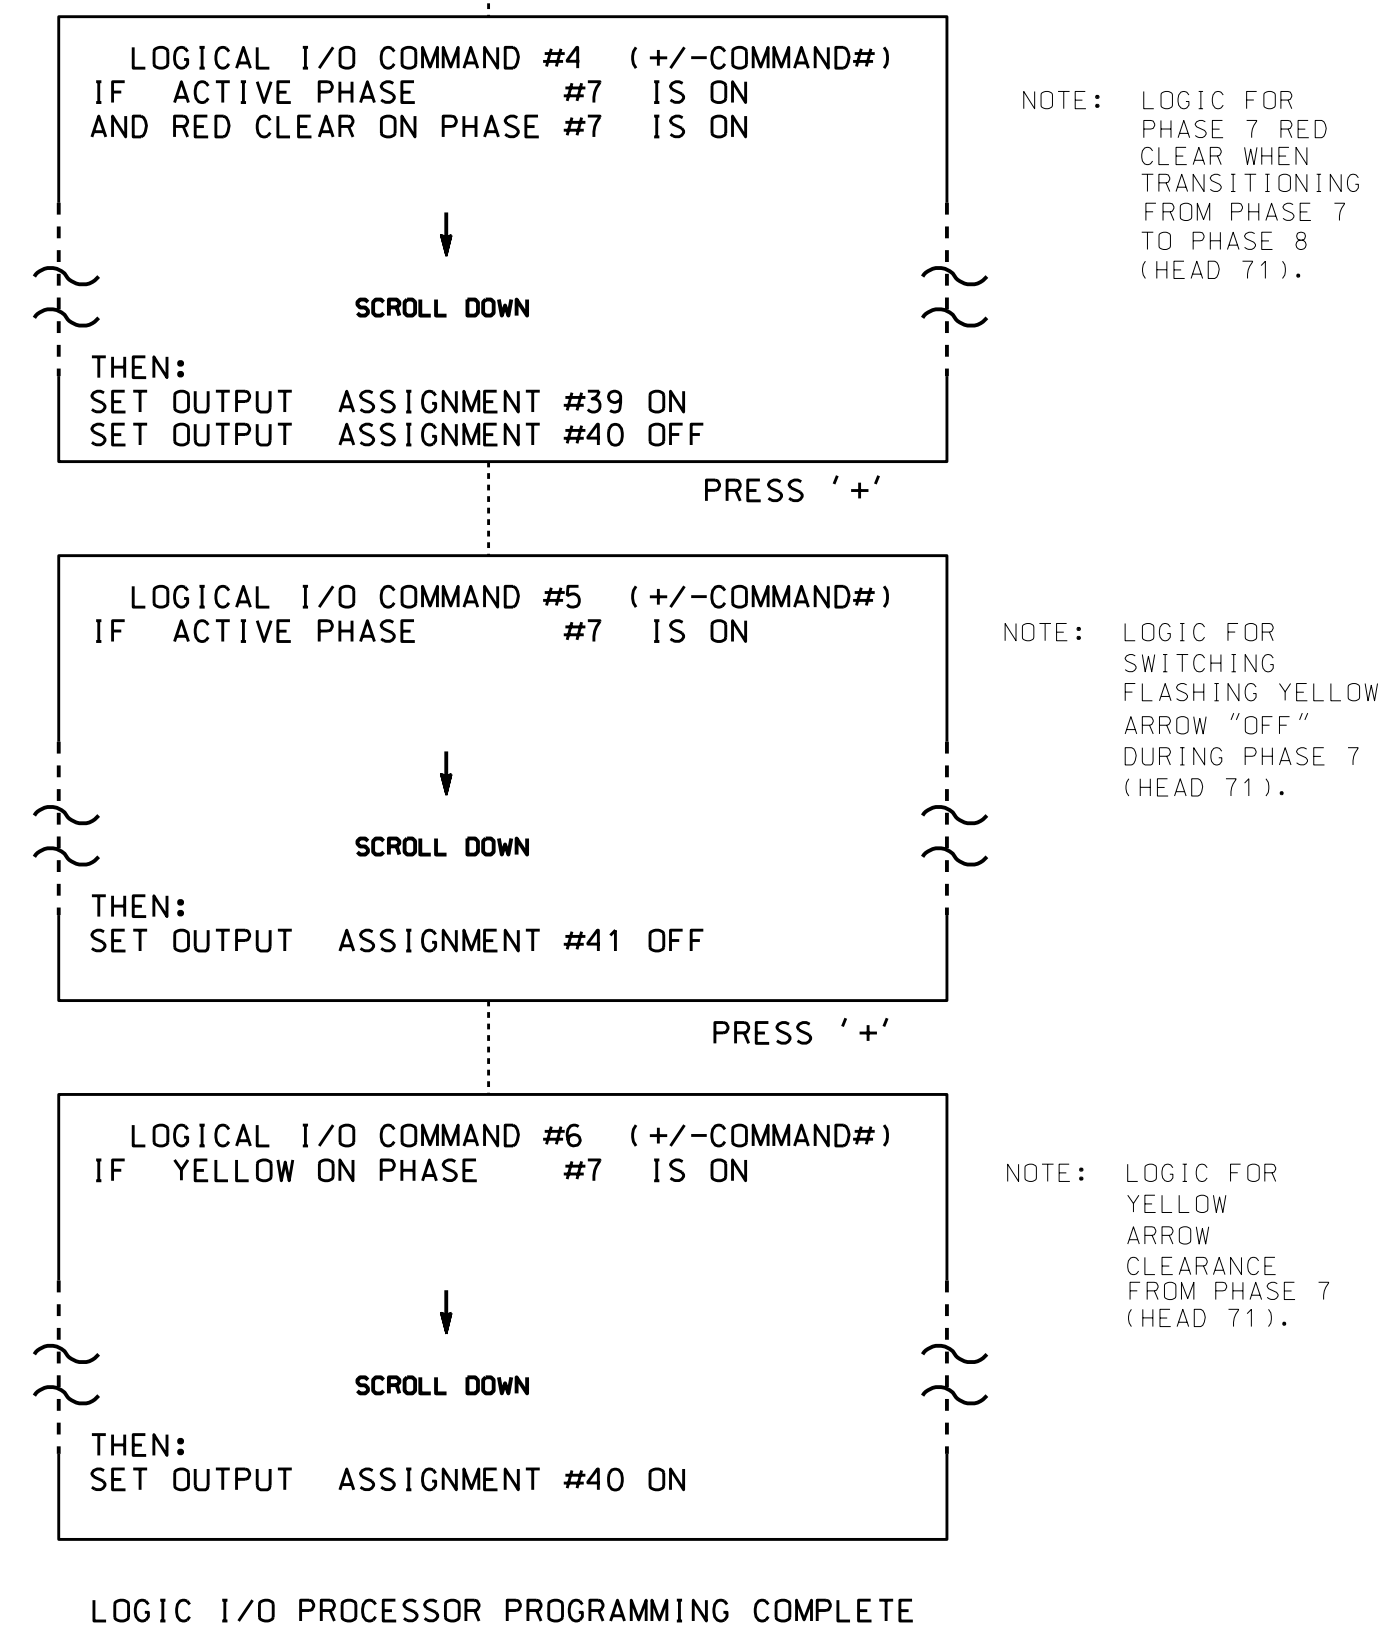 LOGICAL I/O COMMAND #4 (+/-COMMAND#)
IF ACTIVE PHASE #7 IS ON
AND RED CLEAR ON PHASE #7 IS ON
SCROLL DOWN
THEN:
SET OUTPUT ASSIGNMENT #39 ON
SET OUTPUT ASSIGNMENT #40 OFF
NOTE: LOGIC FOR
PHASE 7 RED
CLEAR WHEN
TRANSITIONING
FROM PHASE 7
TO PHASE 8
(HEAD 71).
PRESS '+'
LOGICAL I/O COMMAND #5 (+/-COMMAND#)
IF ACTIVE PHASE #7 IS ON
SCROLL DOWN
THEN:
SET OUTPUT ASSIGNMENT #41 OFF
NOTE: LOGIC FOR
SWITCHING
FLASHING YELLOW
ARROW "OFF"
DURING PHASE 7
(HEAD 71).
PRESS '+'
LOGICAL I/O COMMAND #6 (+/-COMMAND#)
IF YELLOW ON PHASE #7 IS ON
SCROLL DOWN
THEN:
SET OUTPUT ASSIGNMENT #40 ON
NOTE: LOGIC FOR
YELLOW
ARROW
CLEARANCE
FROM PHASE 7
(HEAD 71).
LOGIC I/O PROCESSOR PROGRAMMING COMPLETE